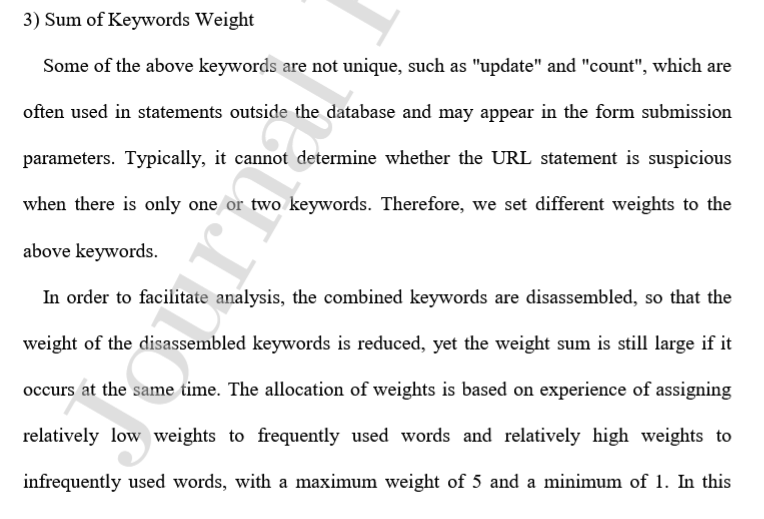 3) Sum of Keywords Weight
Some of the above keywords are not unique, such as "update" and "count", which are
often used in statements outside the database and may appear in the form submission
parameters. Typically, it cannot determine whether the URL statement is suspicious
when there is only one or two keywords. Therefore, we set different weights to the
above keywords.
In order to facilitate analysis, the combined keywords are disassembled, so that the
weight of the disassembled keywords is reduced, yet the weight sum is still large if it
occurs at the same time. The allocation of weights is based on experience of assigning
relatively low weights to frequently used words and relatively high weights to
infrequently used words, with a maximum weight of 5 and a minimum of 1. In this
Journal